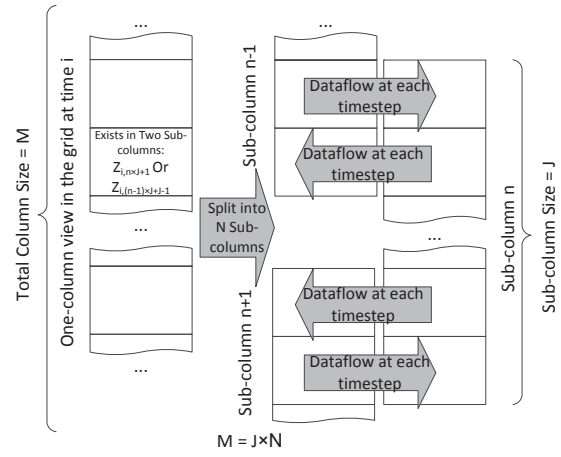 Total Column Size = M
One-column view in the grid at time i
...
Exists in Two Sub-
columns:
Z i,n×J+1 Or
Z i,(n-1)×J+J-1
...
...
Split into
N Sub-
columns
...
Sub-column n-1
Dataflow at each
timestep
Dataflow at each
timestep
...
Sub-column n+1
Dataflow at each
timestep
Dataflow at each
timestep
...
Sub-column n
Sub-column Size = J
M = J×N